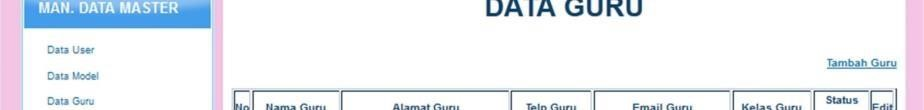 MAN. DATA MASTER
Data User
Data Model
Data Guru
DATA GURU
Tambah Guru
No Nama Guru Alamat Guru Telp Guru Email Guru Kelas Guru Status Edit